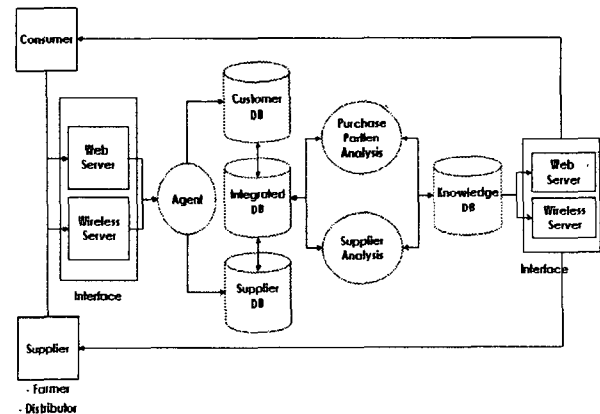 Consumer
Web
Server
Wireless
Server
Interface
Supplier
- Farmer
- Distributor
Agent
Customer
DB
Integrated
DB
Supplier
DB
Purchase
Partten
Analysis
Supplier
Analysis
Knowledge
DB
Web
Server
Wireless
Server
Interface